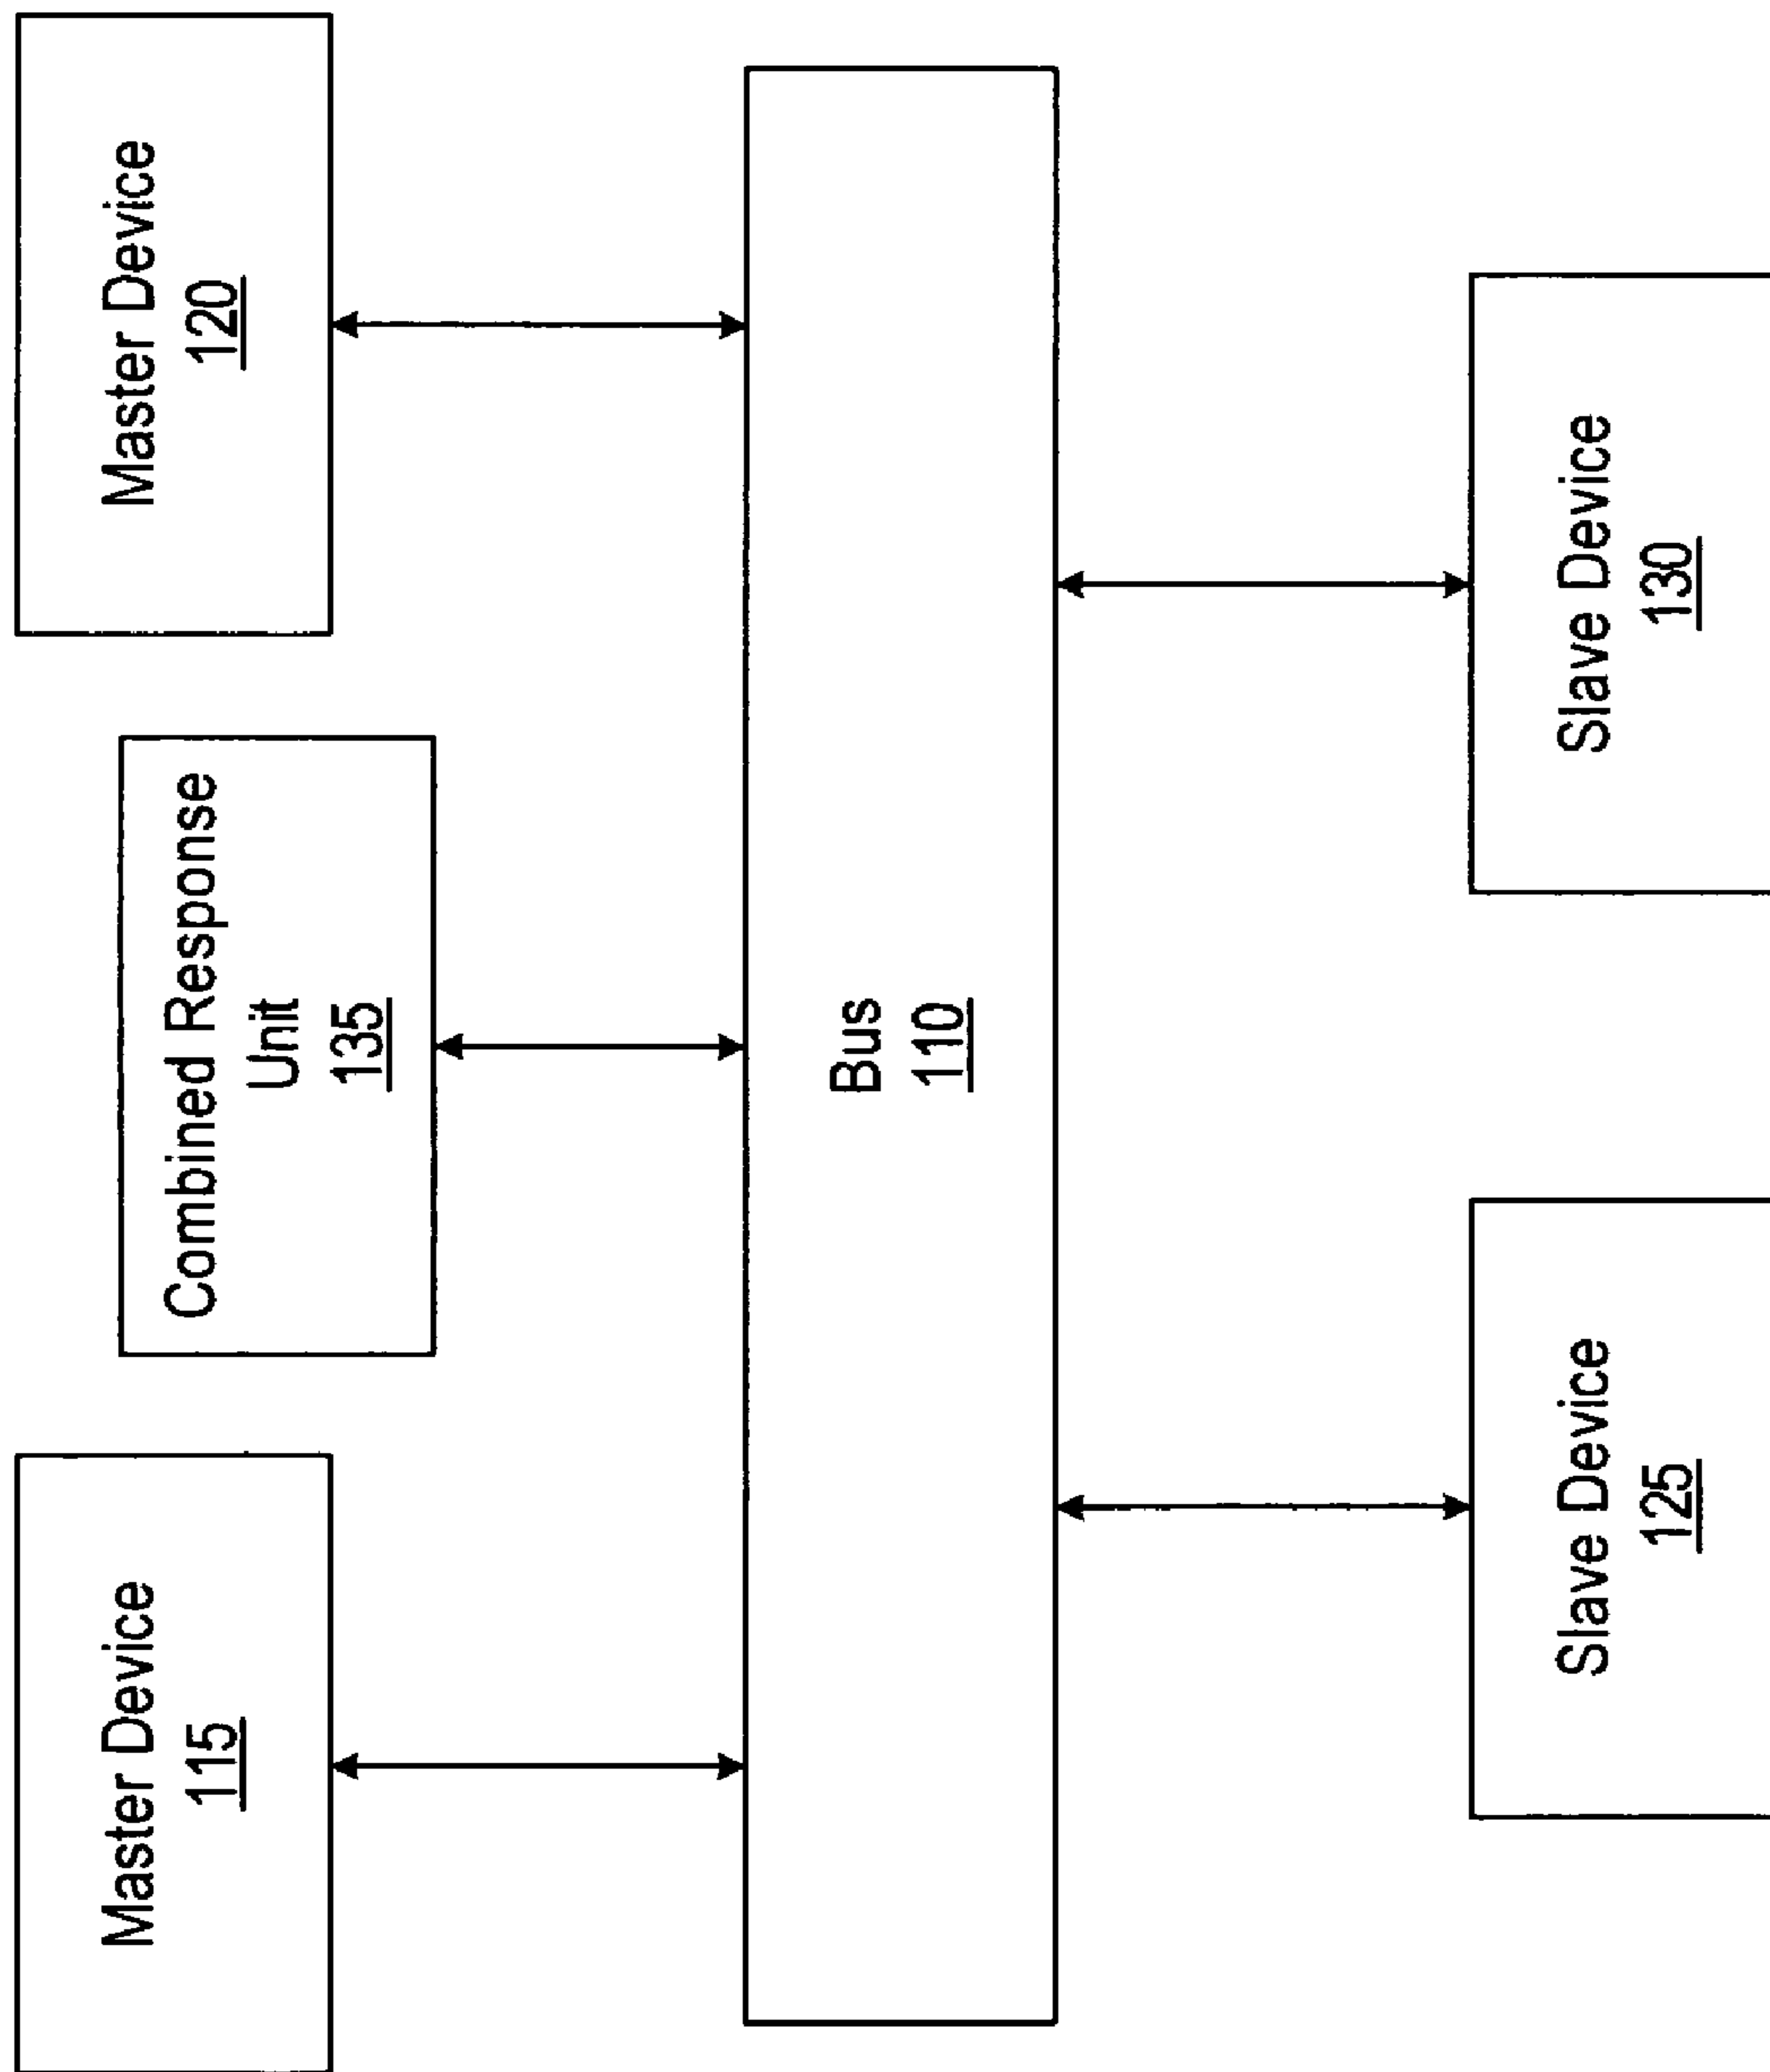 Master Device
115
Combined Response
Unit
135
Master Device
120
Bus
110
Slave Device
125
Slave Device
130